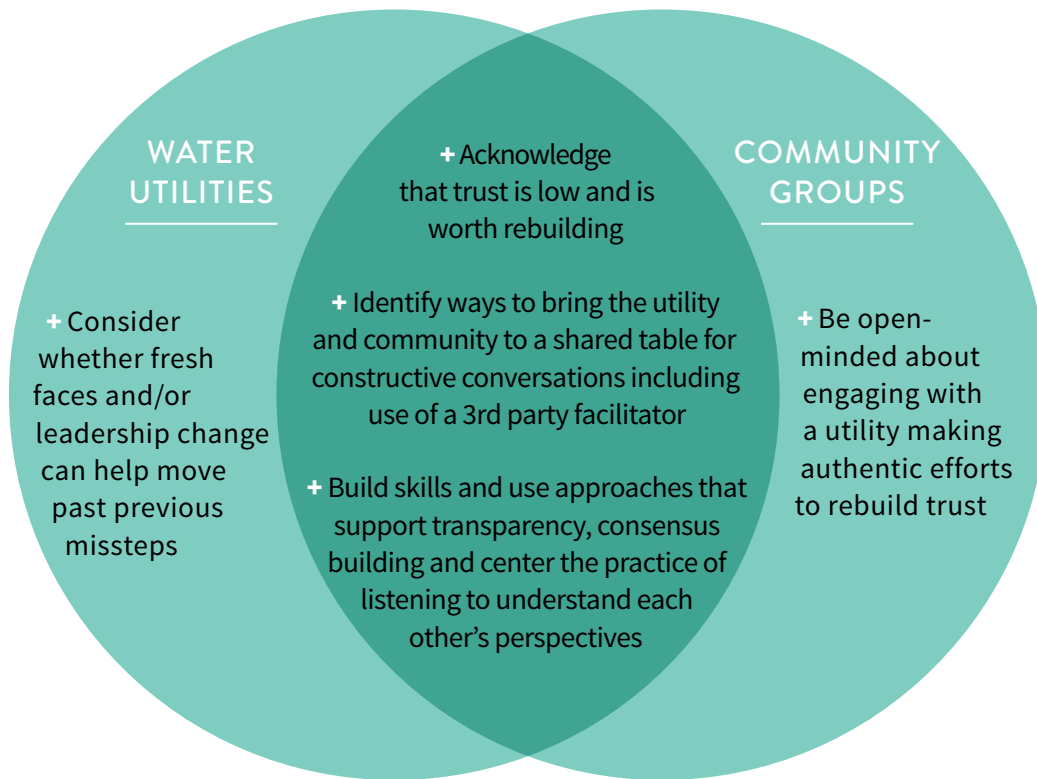 WATER
UTILITIES
+ Consider
whether fresh
faces and/or
leadership change
can help move
past previous
missteps
+ Acknowledge
that trust is low and is
worth rebuilding
+ Identify ways to bring the utility
and community to a shared table for
constructive conversations including
use of a 3rd party facilitator
+ Build skills and use approaches that
support transparency, consensus
building and center the practice of
listening to understand each
other’s perspectives
COMMUNITY
GROUPS
+ Be open-
minded about
engaging with
a utility making
authentic efforts
to rebuild trust